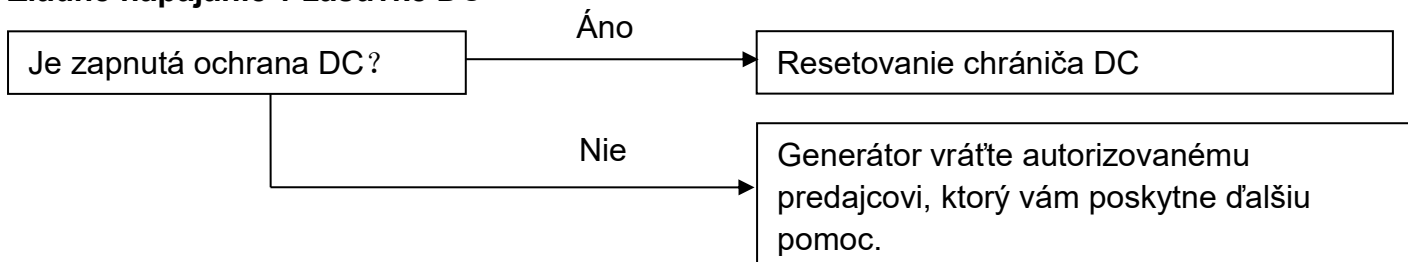 Áno
Je zapnutá ochrana DC?
Resetovanie chrániča DC
Nie
Generátor vráťte autorizovanému
predajcovi, ktorý vám poskytne ďalšiu
pomoc.